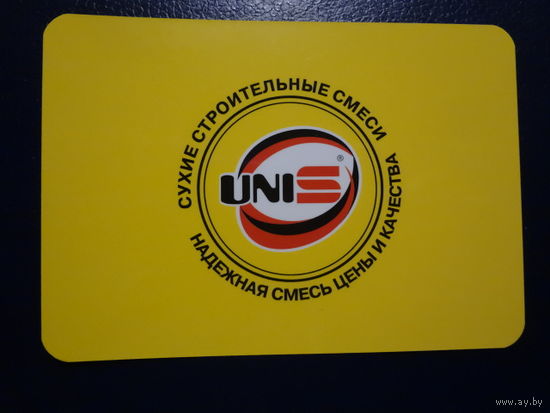 СУХИЕ СТРОИТЕЛЬНЫЕ СМЕСИ
UNIS®
НАДЕЖНАЯ СМЕСЬ ЦЕНЫ И КАЧЕСТВА
www.ay.by